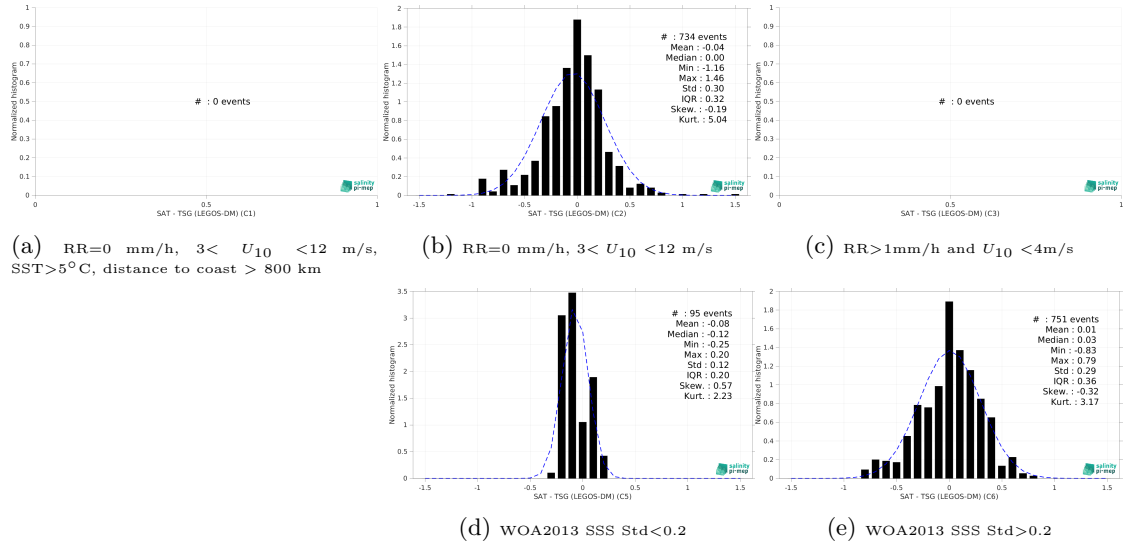 1
0.9
0.8
0.7
0.6
0.5
0.4
0.3
0.2
0.1
0
Normalized histogram
# : 0 events
salinity
pi-mep
0 0.5 1
SAT - TSG (LEGOS-DM) (C1)
(a) RR=0 mm/h, 3< U10 <12 m/s,
SST>5°C, distance to coast > 800 km
2
1.8
1.6
1.4
1.2
1
0.8
0.6
0.4
0.2
0
Normalized histogram
# : 734 events
Mean : -0.04
Median : 0.00
Min : -1.16
Max : 1.46
Std : 0.30
IQR : 0.32
Skew. : -0.19
Kurt. : 5.04
salinity
pi-mep
-1.5 -1 -0.5 0 0.5 1 1.5
SAT - TSG (LEGOS-DM) (C2)
(b) RR=0 mm/h, 3< U10 <12 m/s
1
0.9
0.8
0.7
0.6
0.5
0.4
0.3
0.2
0.1
0
Normalized histogram
# : 0 events
salinity
pi-mep
0 0.5 1
SAT - TSG (LEGOS-DM) (C3)
(c) RR>1mm/h and U10 <4m/s
3.5
3
2.5
2
1.5
1
0.5
0
Normalized histogram
# : 95 events
Mean : -0.08
Median : -0.12
Min : -0.25
Max : 0.20
Std : 0.12
IQR : 0.20
Skew. : 0.57
Kurt. : 2.23
salinity
pi-mep
-1.5 -1 -0.5 0 0.5 1 1.5
SAT - TSG (LEGOS-DM) (C5)
(d) WOA2013 SSS Std<0.2
2
1.8
1.6
1.4
1.2
1
0.8
0.6
0.4
0.2
0
Normalized histogram
# : 751 events
Mean : 0.01
Median : 0.03
Min : -0.83
Max : 0.79
Std : 0.29
IQR : 0.36
Skew. : -0.32
Kurt. : 3.17
salinity
pi-mep
-1.5 -1 -0.5 0 0.5 1 1.5
SAT - TSG (LEGOS-DM) (C6)
(e) WOA2013 SSS Std>0.2